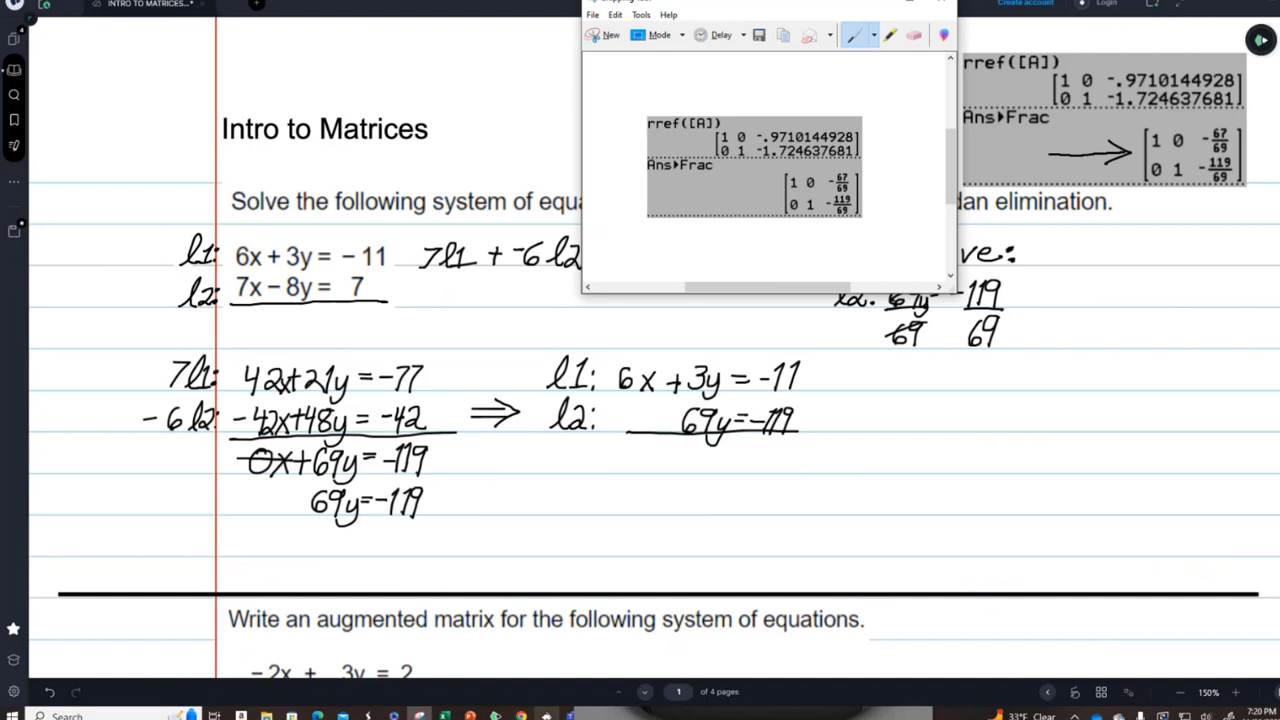 INTRO TO MATRICES...*
Create account
Login
File Edit Tools Help
New Mode Delay
rref([A])
[1 0 -.9710144928]
[0 1 -1.724637681]
Ans▶Frac
[1 0 -67/69]
[0 1 -119/69]
rref([A])
[1 0 -.9710144928]
[0 1 -1.724637681]
Ans▶Frac
[1 0 -67/69]
[0 1 -119/69]
Intro to Matrices
Solve the following system of equ dan elimination.
l1: 6x + 3y = - 11 7l1 + -6l2 ve:
l2: 7x - 8y = 7
l2. 69y -119
69 69
7l1: 42x+21y = -77
-6l2: -42x+48y = -42
0x+69y = -119
69y = -119
⇒
l1: 6x + 3y = -11
l2: 69y = -119
Write an augmented matrix for the following system of equations.
- 2x + 3y = 2
1 of 4 pages
150%
Search
33°F Clear
7:20 PM